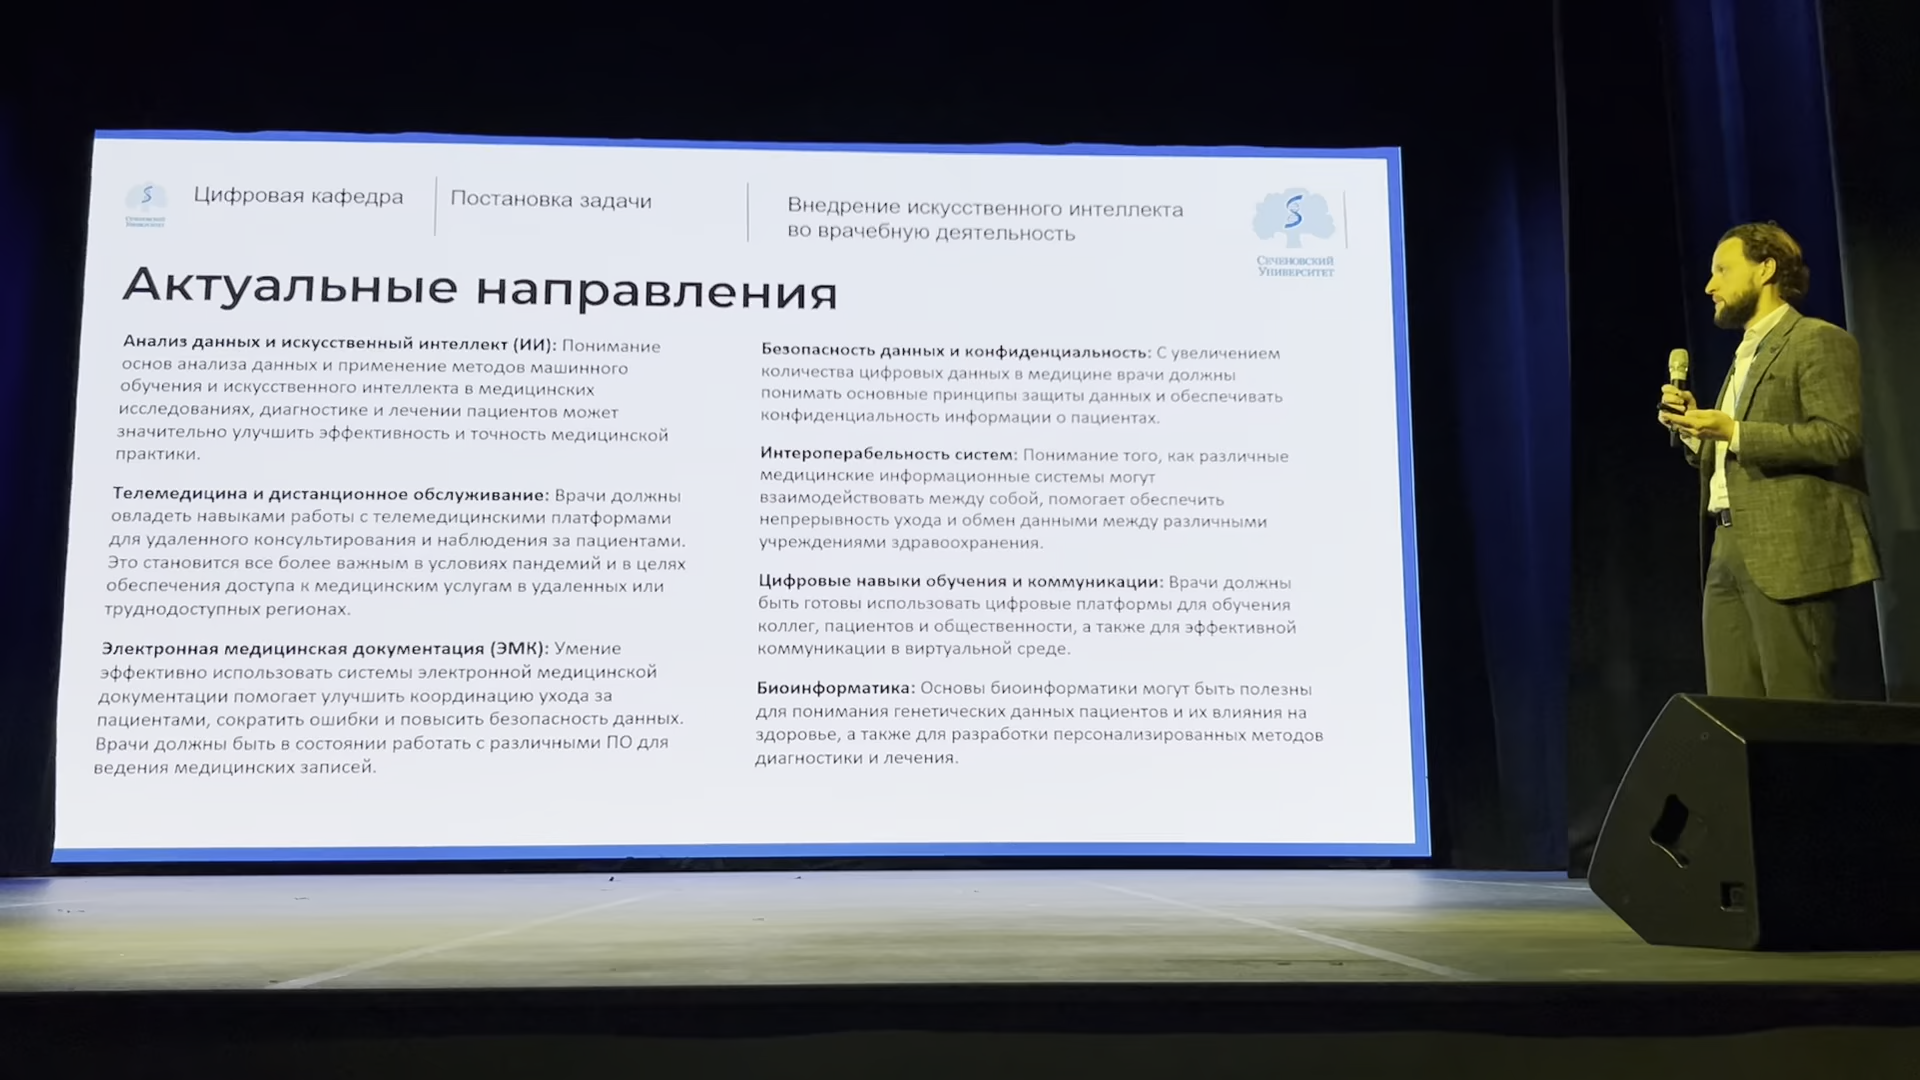 Сеченовский
Университет
Цифровая кафедра
Постановка задачи
Внедрение искусственного интеллекта
во врачебную деятельность
Сеченовский
Университет
Актуальные направления
Анализ данных и искусственный интеллект (ИИ): Понимание
основ анализа данных и применение методов машинного
обучения и искусственного интеллекта в медицинских
исследованиях, диагностике и лечении пациентов может
значительно улучшить эффективность и точность медицинской
практики.
Телемедицина и дистанционное обслуживание: Врачи должны
овладеть навыками работы с телемедицинскими платформами
для удаленного консультирования и наблюдения за пациентами.
Это становится все более важным в условиях пандемий и в целях
обеспечения доступа к медицинским услугам в удаленных или
труднодоступных регионах.
Электронная медицинская документация (ЭМК): Умение
эффективно использовать системы электронной медицинской
документации помогает улучшить координацию ухода за
пациентами, сократить ошибки и повысить безопасность данных.
Врачи должны быть в состоянии работать с различными ПО для
ведения медицинских записей.
Безопасность данных и конфиденциальность: С увеличением
количества цифровых данных в медицине врачи должны
понимать основные принципы защиты данных и обеспечивать
конфиденциальность информации о пациентах.
Интероперабельность систем: Понимание того, как различные
медицинские информационные системы могут
взаимодействовать между собой, помогает обеспечить
непрерывность ухода и обмен данными между различными
учреждениями здравоохранения.
Цифровые навыки обучения и коммуникации: Врачи должны
быть готовы использовать цифровые платформы для обучения
коллег, пациентов и общественности, а также для эффективной
коммуникации в виртуальной среде.
Биоинформатика: Основы биоинформатики могут быть полезны
для понимания генетических данных пациентов и их влияния на
здоровье, а также для разработки персонализированных методов
диагностики и лечения.